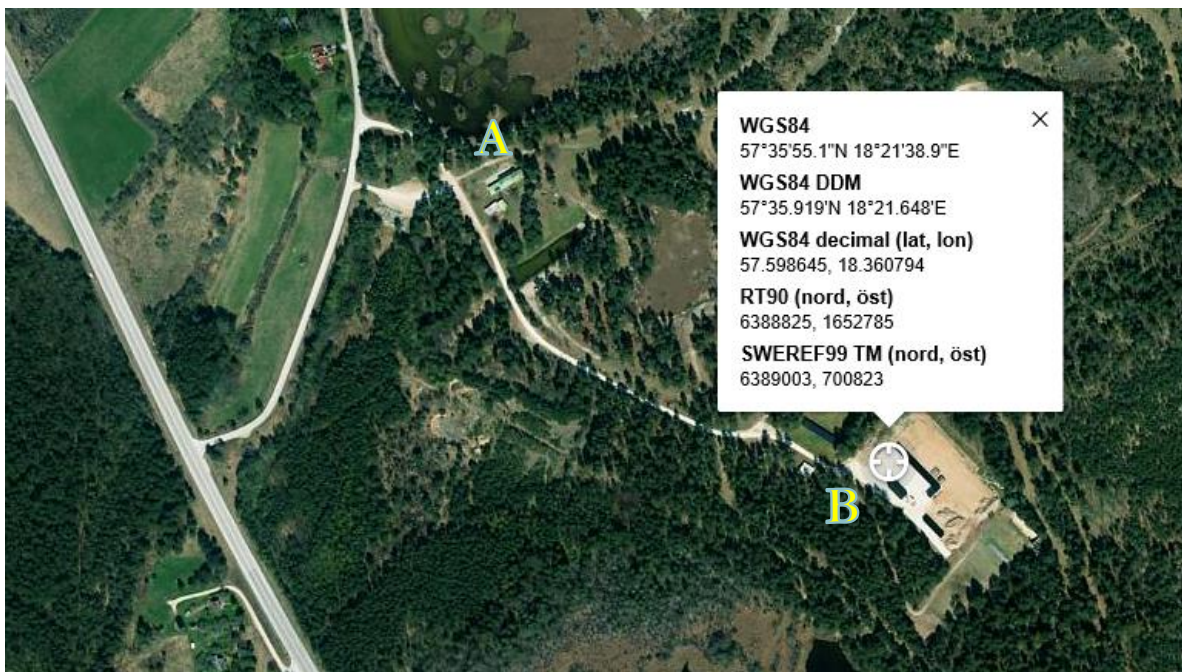 A
WGS84
57°35'55.1"N 18°21'38.9"E
WGS84 DDM
57°35.919'N 18°21.648'E
WGS84 decimal (lat, lon)
57.598645, 18.360794
RT90 (nord, öst)
6388825, 1652785
SWEREF99 TM (nord, öst)
6389003, 700823
B